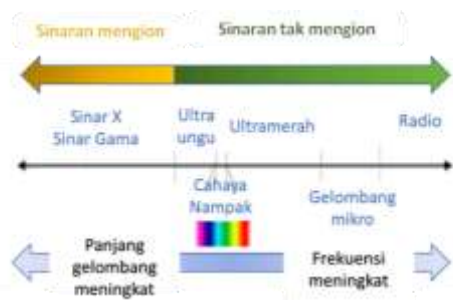 Sinaran mengion
Sinaran tak mengion
Sinar X
Sinar Gama
Ultra
ungu
Ultramerah
Radio
Cahaya
Nampak
Gelombang
mikro
Panjang
gelombang
meningkat
Frekuensi
meningkat